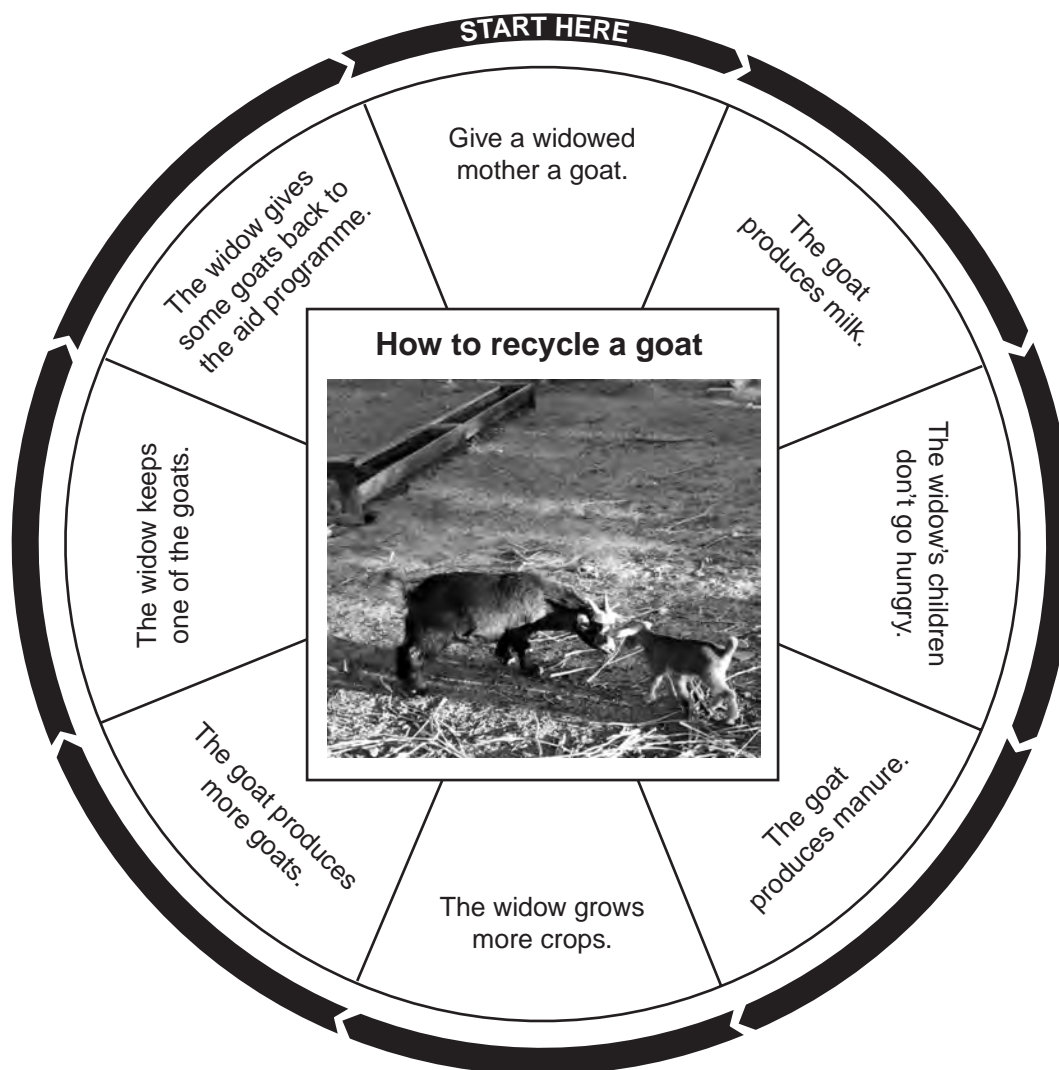 START HERE
Give a widowed
mother a goat.
The goat
produces milk.
The widow's children
don't go hungry.
The goat
produces manure.
The widow grows
more crops.
The goat produces
more goats.
The widow keeps
one of the goats.
The widow gives
some goats back to
the aid programme.
How to recycle a goat